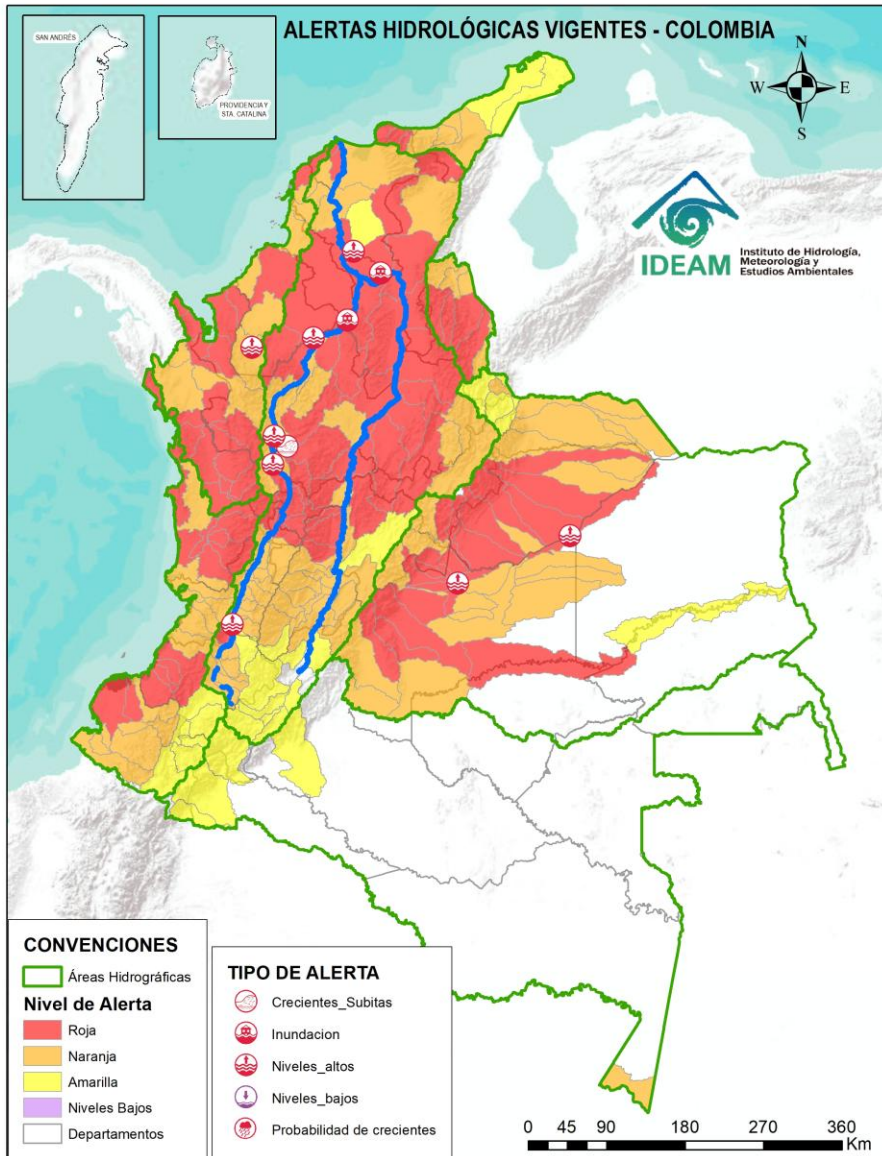 ALERTAS HIDROLÓGICAS VIGENTES - COLOMBIA
SAN ANDRÉS
PROVIDENCIA Y
STA. CATALINA
N
W E
S
IDEAM
Instituto de Hidrología,
Meteorología y
Estudios Ambientales
CONVENCIONES
Áreas Hidrográficas
Nivel de Alerta
Roja
Naranja
Amarilla
Niveles Bajos
Departamentos
TIPO DE ALERTA
Crecientes_Subitas
Inundacion
Niveles_altos
Niveles_bajos
Probabilidad de crecientes
0 45 90 180 270 360
Km